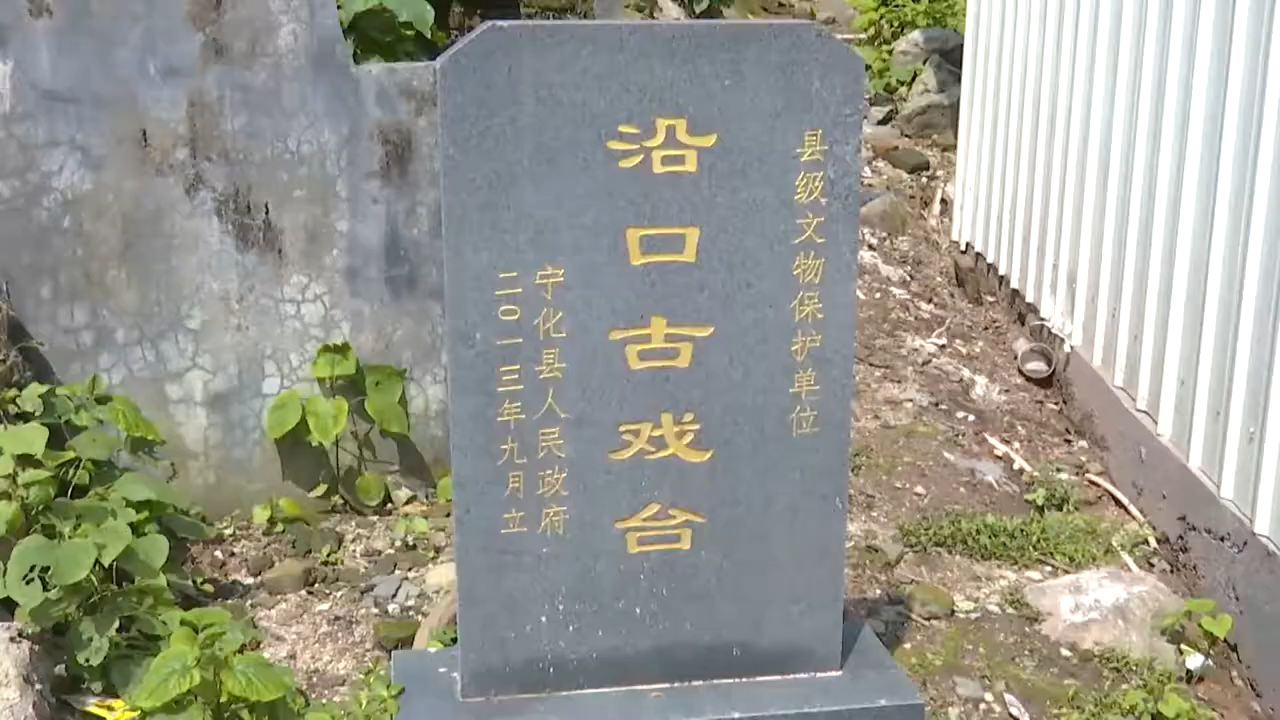 县级文物保护单位
沿口古戏台
宁化县人民政府
二〇一三年九月立